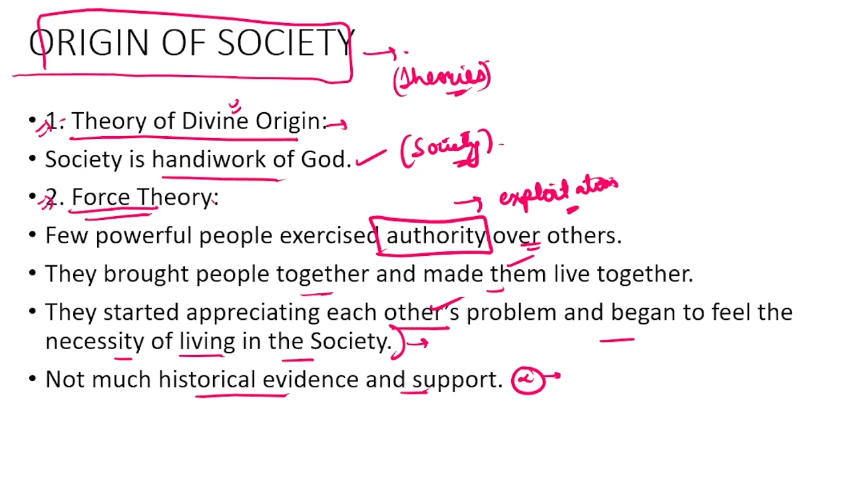 ORIGIN OF SOCIETY
(Theories)
• 1. Theory of Divine Origin:
• Society is handiwork of God.
(Society)
• 2. Force Theory:
exploitations
• Few powerful people exercised authority over others.
• They brought people together and made them live together.
• They started appreciating each other's problem and began to feel the
necessity of living in the Society.
• Not much historical evidence and support.